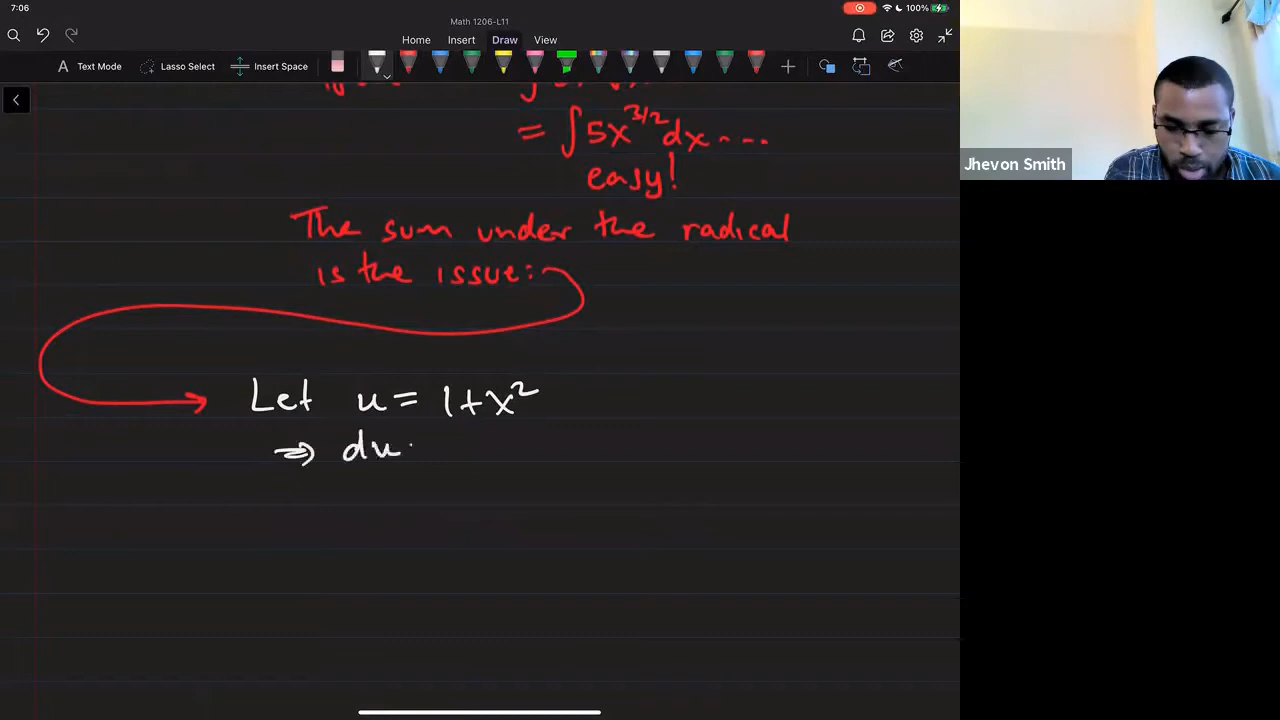 7:06
100%
Math 1206-L11
Home Insert Draw View
Text Mode Lasso Select Insert Space
= ∫5x^{3/2}dx....
easy!
The sum under the radical
is the issue:
Let u = 1+x²
⇒ du
Jhevon Smith